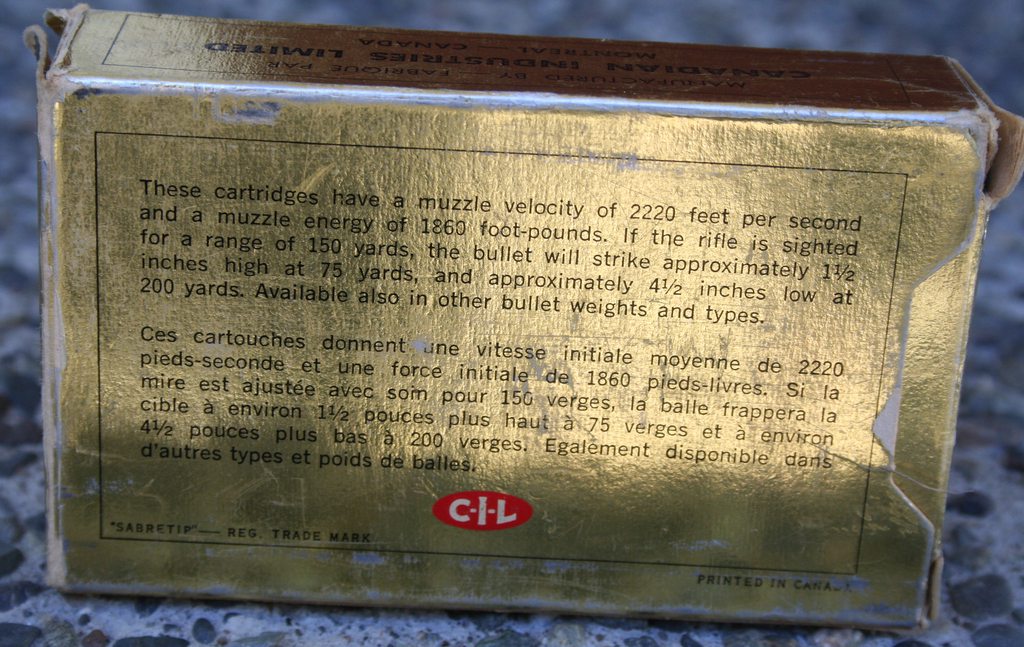 MANUFACTURED BY FABRIQUE PAR
CANADIAN INDUSTRIES LIMITED
MONTREAL — CANADA
These cartridges have a muzzle velocity of 2220 feet per second
and a muzzle energy of 1860 foot-pounds. If the rifle is sighted
for a range of 150 yards, the bullet will strike approximately 1½
inches high at 75 yards, and approximately 4½ inches low at
200 yards. Available also in other bullet weights and types.
Ces cartouches donnent une vitesse initiale moyenne de 2220
pieds-seconde et une force initiale de 1860 pieds-livres. Si la
mire est ajustée avec soin pour 150 verges, la balle frappera la
cible à environ 1½ pouces plus haut à 75 verges et à environ
4½ pouces plus bas à 200 verges. Egalement disponible dans
d'autres types et poids de balles.
C-I-L
"SABRETIP" — REG. TRADE MARK
PRINTED IN CANADA